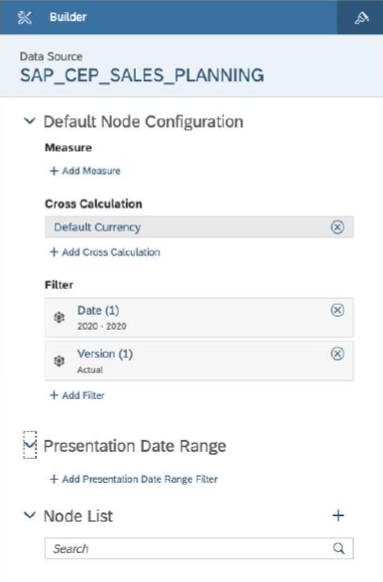 Builder
Data Source
SAP_CEP_SALES_PLANNING
Default Node Configuration
Measure
+ Add Measure
Cross Calculation
Default Currency
+ Add Cross Calculation
Filter
Date (1)
2020 - 2020
Version (1)
Actual
+ Add Filter
Presentation Date Range
+ Add Presentation Date Range Filter
Node List +
Search